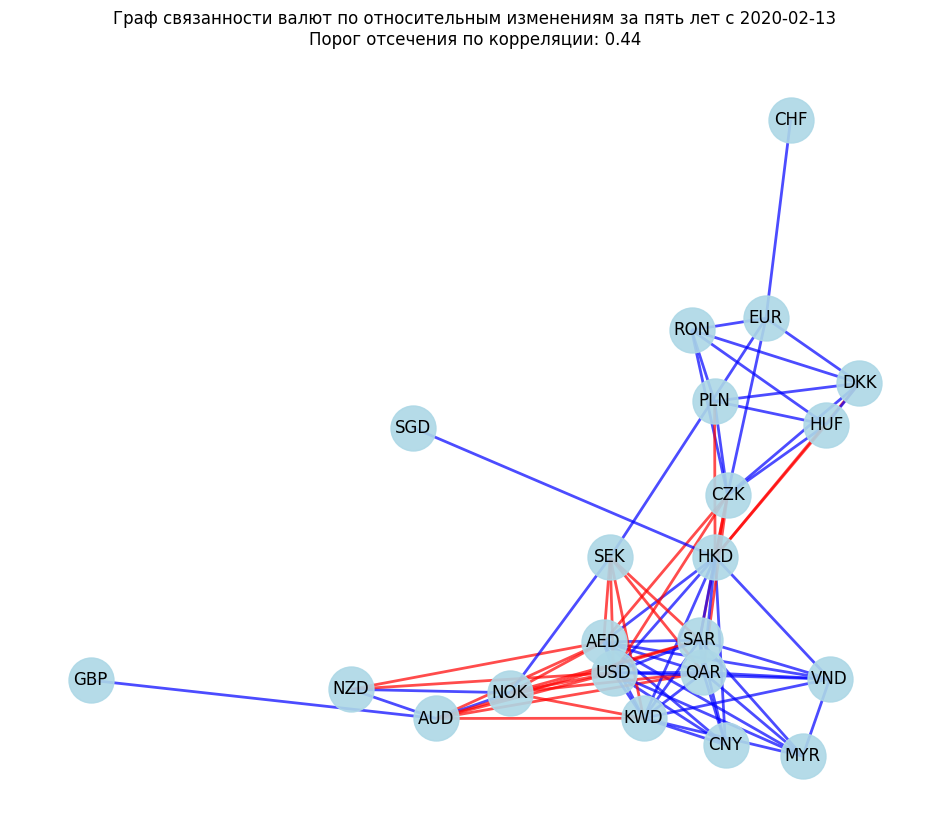 Граф связанности валют по относительным изменениям за пять лет с 2020-02-13
Порог отсечения по корреляции: 0.44
CHF
EUR
RON
DKK
PLN
HUF
SGD
CZK
SEK
HKD
AED
SAR
USD
QAR
VND
GBP
NZD
NOK
AUD
KWD
CNY
MYR